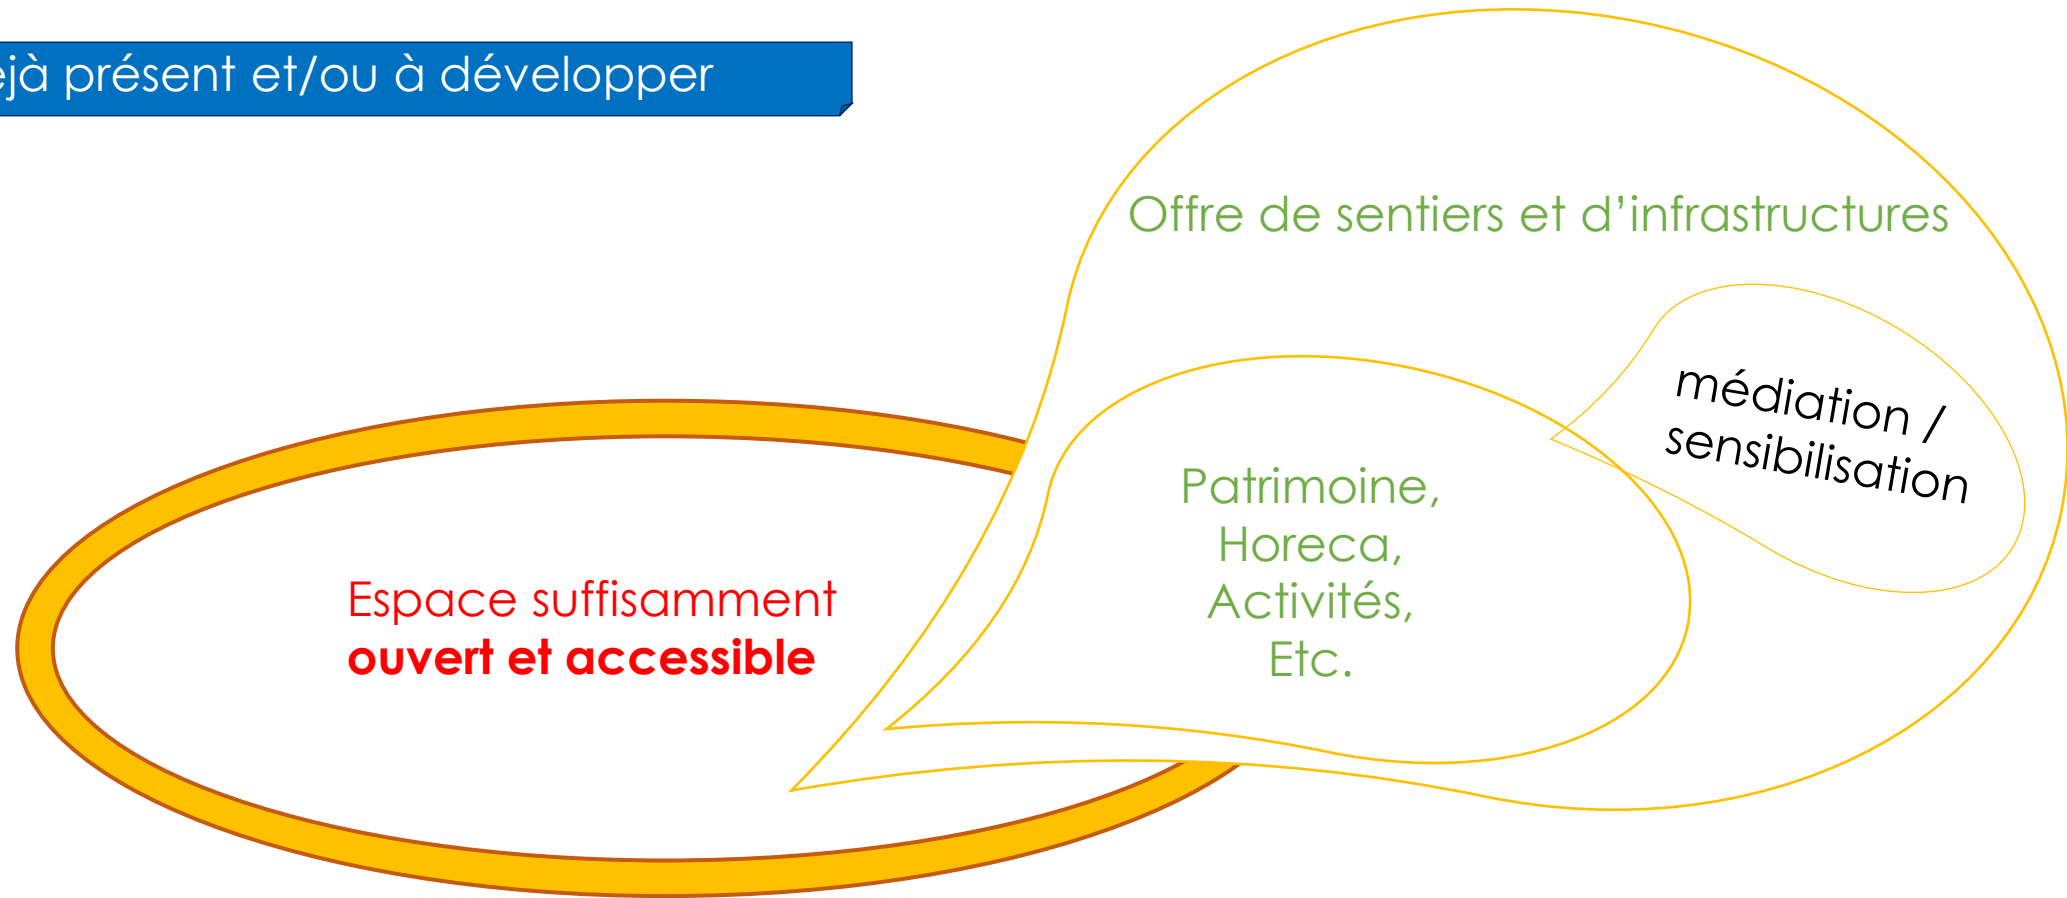 présent et/ou à développer
Offre de sentiers et d’infrastructures
médiation /
sensibilisation
Patrimoine,
Horeca,
Activités,
Etc.
Espace suffisamment
ouvert et accessible